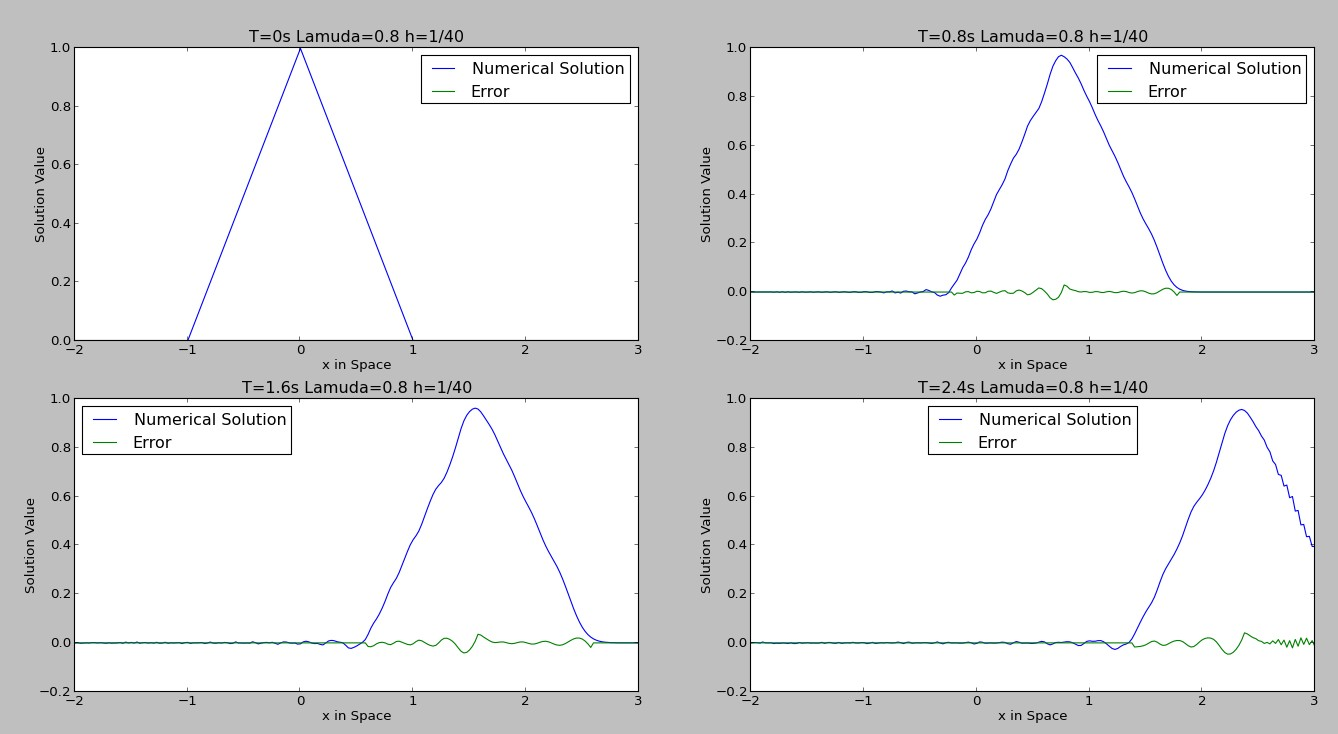 T=0s Lamuda=0.8 h=1/40
1.0
0.8
0.6
0.4
0.2
0.0
Solution Value
Numerical Solution
Error
−2 −1 0 1 2 3
x in Space
T=0.8s Lamuda=0.8 h=1/40
1.0
0.8
0.6
0.4
0.2
0.0
−0.2
Solution Value
Numerical Solution
Error
−2 −1 0 1 2 3
x in Space
T=1.6s Lamuda=0.8 h=1/40
1.0
0.8
0.6
0.4
0.2
0.0
−0.2
Solution Value
Numerical Solution
Error
−2 −1 0 1 2 3
x in Space
T=2.4s Lamuda=0.8 h=1/40
1.0
0.8
0.6
0.4
0.2
0.0
−0.2
Solution Value
Numerical Solution
Error
−2 −1 0 1 2 3
x in Space